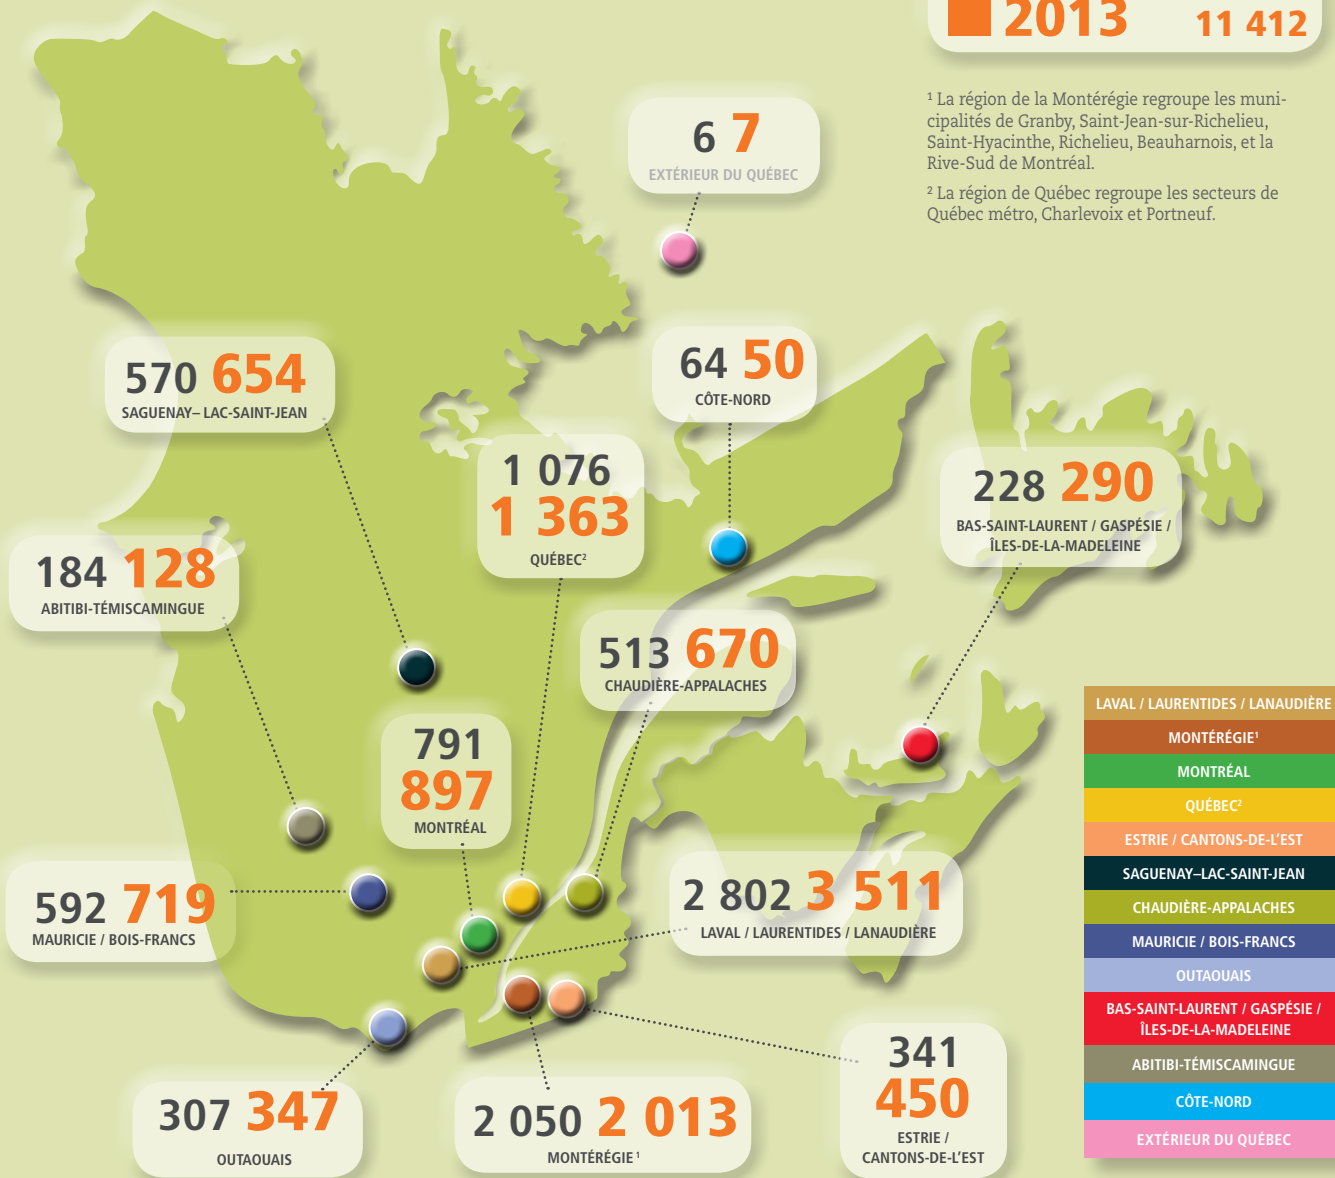 2013 11 412
¹ La région de la Montérégie regroupe les muni-
cipalités de Granby, Saint-Jean-sur-Richelieu,
Saint-Hyacinthe, Richelieu, Beauharnois, et la
Rive-Sud de Montréal.
² La région de Québec regroupe les secteurs de
Québec métro, Charlevoix et Portneuf.
6 7
EXTÉRIEUR DU QUÉBEC
570 654
SAGUENAY– LAC-SAINT-JEAN
64 50
CÔTE-NORD
1 076
1 363
QUÉBEC²
228 290
BAS-SAINT-LAURENT / GASPÉSIE /
ÎLES-DE-LA-MADELEINE
184 128
ABITIBI-TÉMISCAMINGUE
513 670
CHAUDIÈRE-APPALACHES
791
897
MONTRÉAL
592 719
MAURICIE / BOIS-FRANCS
2 802 3 511
LAVAL / LAURENTIDES / LANAUDIÈRE
307 347
OUTAOUAIS
2 050 2 013
MONTÉRÉGIE ¹
341
450
ESTRIE /
CANTONS-DE-L'EST
LAVAL / LAURENTIDES / LANAUDIÈRE
MONTÉRÉGIE¹
MONTRÉAL
QUÉBEC²
ESTRIE / CANTONS-DE-L'EST
SAGUENAY–LAC-SAINT-JEAN
CHAUDIÈRE-APPALACHES
MAURICIE / BOIS-FRANCS
OUTAOUAIS
BAS-SAINT-LAURENT / GASPÉSIE /
ÎLES-DE-LA-MADELEINE
ABITIBI-TÉMISCAMINGUE
CÔTE-NORD
EXTÉRIEUR DU QUÉBEC